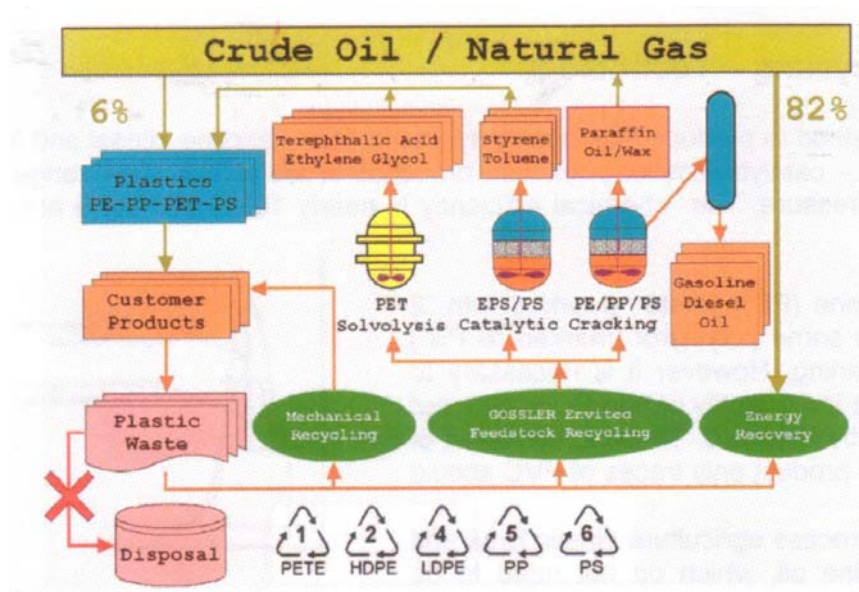 Crude Oil / Natural Gas
6%
82%
Terephthalic Acid
Ethylene Glycol
Styrene
Toluene
Paraffin
Oil/Wax
Plastics
PE-PP-PET-PS
Customer
Products
PET
Solvolysis
EPS/PS
Catalytic
PE/PP/PS
Cracking
Gasoline
Diesel
Oil
Plastic
Waste
Mechanical
Recycling
GOSSLER Envitec
Feedstock Recycling
Energy
Recovery
Disposal
1
PETE
2
HDPE
4
LDPE
5
PP
6
PS